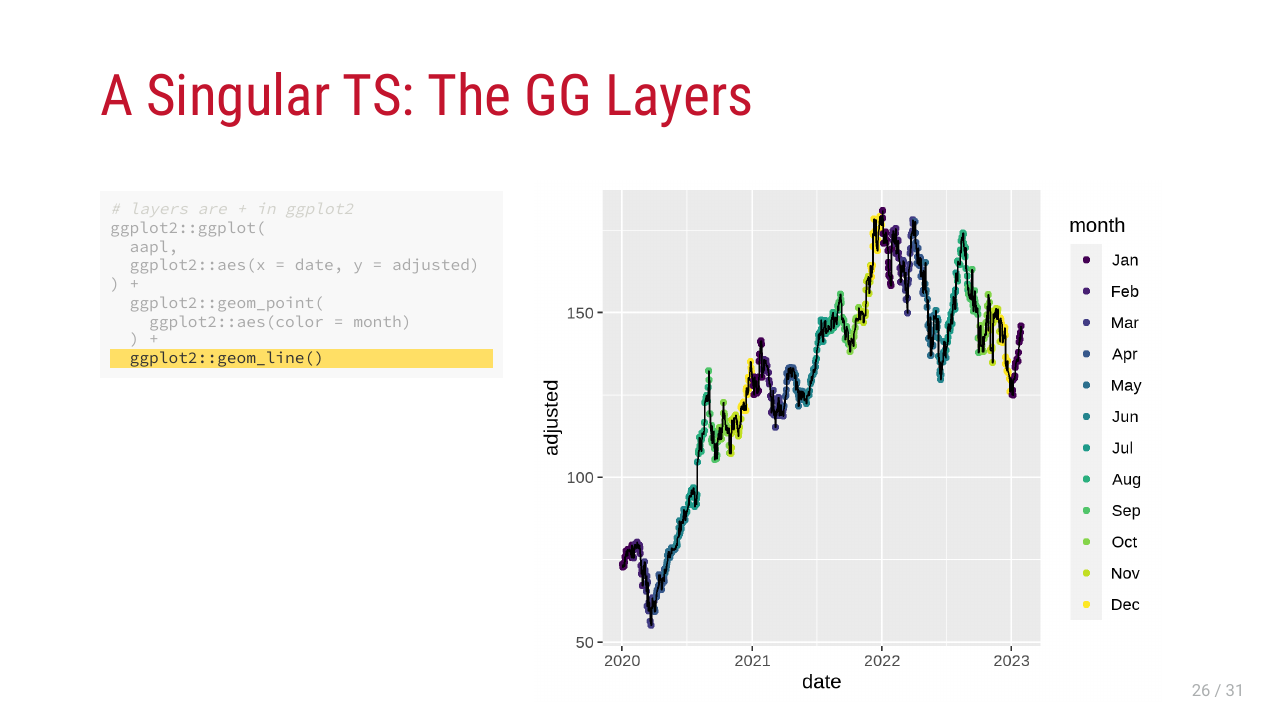 A Singular TS: The GG Layers
# layers are + in ggplot2
ggplot2::ggplot(
  aapl,
  ggplot2::aes(x = date, y = adjusted)
) +
  ggplot2::geom_point(
    ggplot2::aes(color = month)
  ) +
  ggplot2::geom_line()
adjusted
150
100
50
2020 2021 2022 2023
date
month
Jan
Feb
Mar
Apr
May
Jun
Jul
Aug
Sep
Oct
Nov
Dec
26 / 31